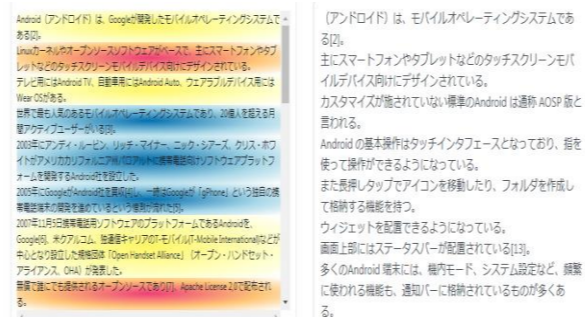 Android（アンドロイド）は、Googleが開発したモバイルオペレーティングシステムで
ある[2]。
Linuxカーネルやオープンソースソフトウェアがベースで、主にスマートフォンやタブ
レットなどのタッチスクリーンモバイルデバイス向けにデザインされている。
テレビ用にはAndroid TV、自動車用にはAndroid Auto、ウェアラブルデバイス用には
Wear OSがある。
世界で最も人気のあるモバイルオペレーティングシステムであり、20億人を超える月
間アクティブユーザーがいる[3]。
2003年にアンディ・ルービン、リッチ・マイナー、ニック・シアーズ、クリス・ホワ
イトがアメリカカリフォルニア州パロアルトに携帯電話向けソフトウェアプラットフ
ォームを開発するAndroid社を設立した。
2005年にGoogleがAndroid社を買収[4]。一時はGoogleが「gPhone」という独自の携
帯電話端末の開発を進めているという噂が流れた[5]。
2007年11月5日携帯電話用ソフトウェアのプラットフォームであるAndroidを、
Google[6]、米クアルコム、独通信キャリアのT-モバイル(T-Mobile International)などが
中心となり設立した規格団体「Open Handset Alliance」（オープン・ハンドセット・
アライアンス、OHA）が発表した。
無償で誰にでも提供されるオープンソースであり[7]、Apache License 2.0で配布され
る。
（アンドロイド）は、モバイルオペレーティングシステムであ
る[2]。
主にスマートフォンやタブレットなどのタッチスクリーンモバ
イルデバイス向けにデザインされている。
カスタマイズが施されていない標準のAndroid は通称 AOSP 版と
言われる。
Android の基本操作はタッチインタフェースとなっており、指を
使って操作ができるようになっている。
また長押しタップでアイコンを移動したり、フォルダを作成し
て格納する機能を持つ。
ウィジェットを配置できるようになっている。
画面上部にはステータスバーが配置されている[13]。
多くのAndroid 端末には、機内モード、システム設定など、頻繁
に使われる機能も、通知バーに格納されているものが多くあ
る。